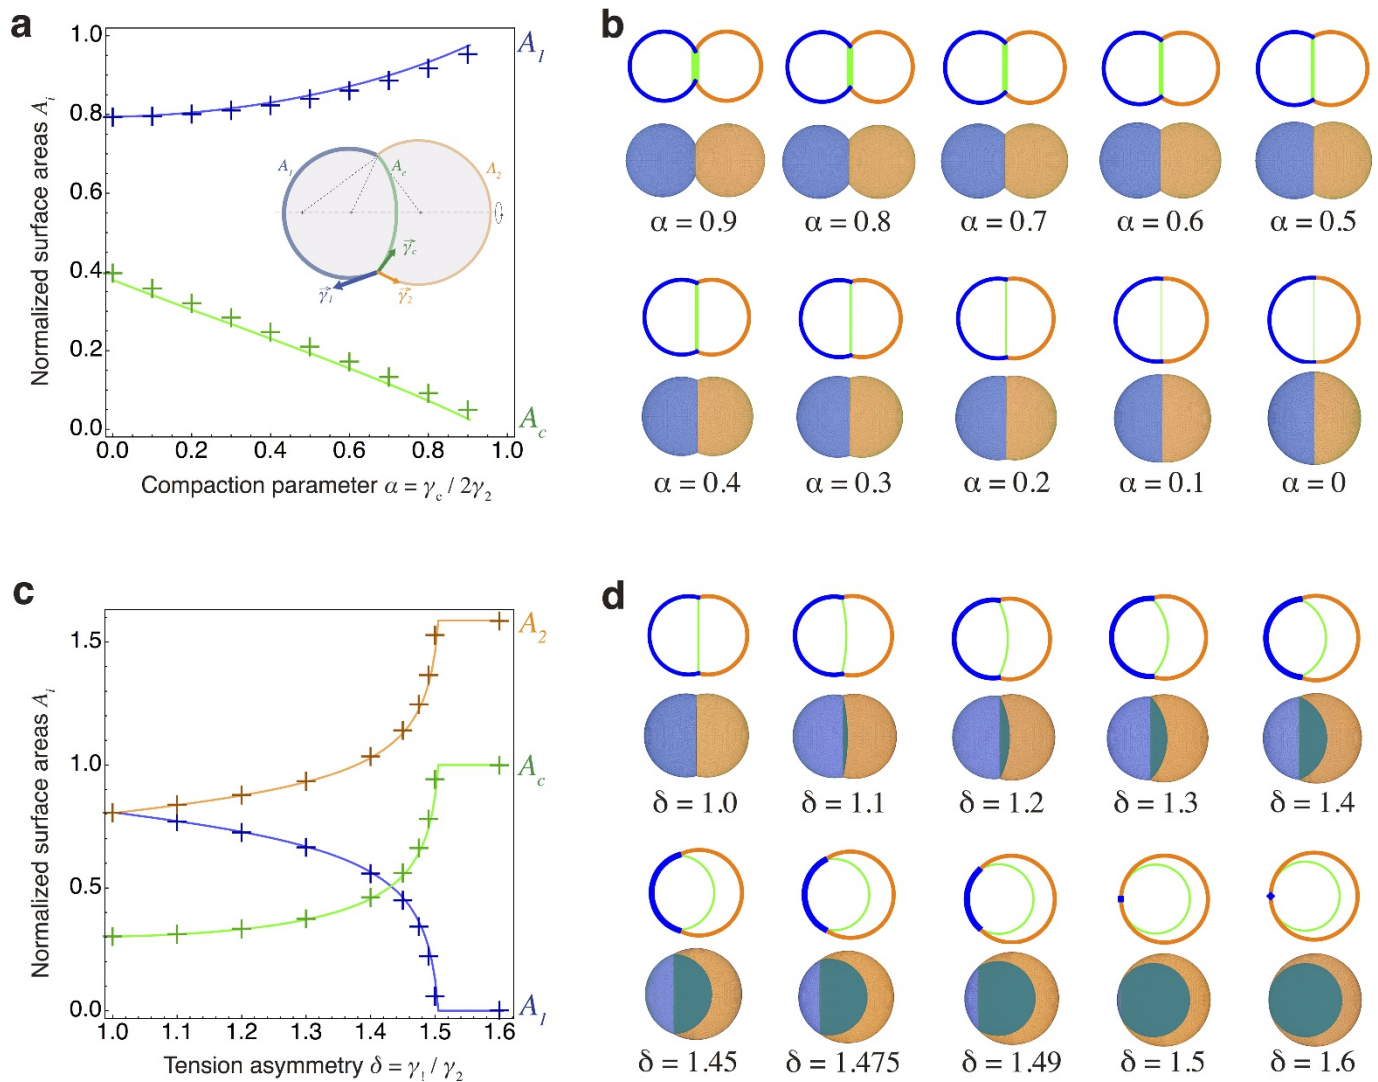 a
Normalized surface areas A_i
1.0
0.8
0.6
0.4
0.2
0.0
0.0 0.2 0.4 0.6 0.8 1.0
Compaction parameter α = γ_c / 2γ_2
A_1
A_c
A_1 A_c A_2
γ⃗_c
γ⃗_1 γ⃗_2
b
α = 0.9 α = 0.8 α = 0.7 α = 0.6 α = 0.5
α = 0.4 α = 0.3 α = 0.2 α = 0.1 α = 0
c
Normalized surface areas A_i
1.5
1.0
0.5
0.0
1.0 1.1 1.2 1.3 1.4 1.5 1.6
Tension asymmetry δ = γ_1 / γ_2
A_2
A_c
A_1
d
δ = 1.0 δ = 1.1 δ = 1.2 δ = 1.3 δ = 1.4
δ = 1.45 δ = 1.475 δ = 1.49 δ = 1.5 δ = 1.6